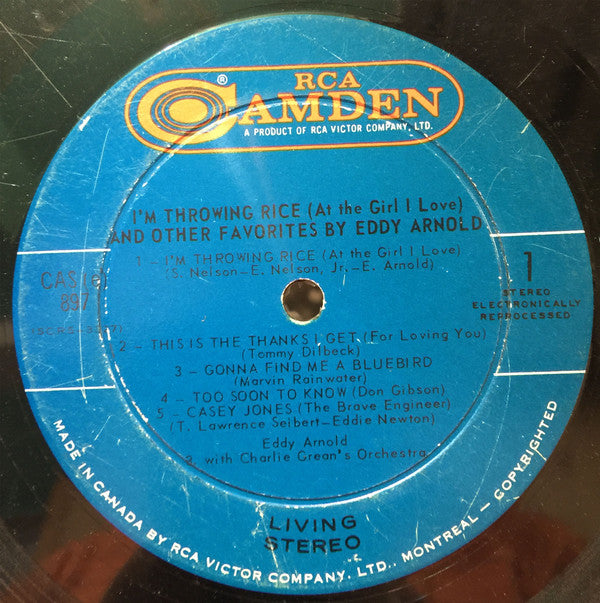 RCA
CAMDEN®
A PRODUCT OF RCA VICTOR COMPANY, LTD.
I'M THROWING RICE (At the Girl I Love)
AND OTHER FAVORITES BY EDDY ARNOLD
1 – I'M THROWING RICE (At the Girl I Love)
(S. Nelson–E. Nelson, Jr.–E. Arnold)
CAS(e)
897
1
STEREO
ELECTRONICALLY
REPROCESSED
2 – THIS IS THE THANKS I GET (For Loving You)
(Tommy Dilbeck)
3 – GONNA FIND ME A BLUEBIRD
(Marvin Rainwater)
4 – TOO SOON TO KNOW (Don Gibson)
5 – CASEY JONES (The Brave Engineer)
(T. Lawrence Seibert–Eddie Newton)
Eddy Arnold
with Charlie Grean's Orchestra
LIVING
STEREO
MADE IN CANADA BY RCA VICTOR COMPANY, LTD., MONTREAL – COPYRIGHTED